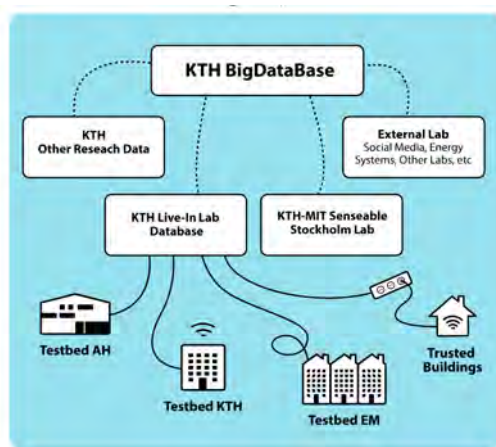 KTH BigDataBase
KTH
Other Reseach Data
External Lab
Social Media, Energy
Systems, Other Labs, etc
KTH Live-In Lab
Database
KTH-MIT Senseable
Stockholm Lab
Testbed AH
Testbed KTH
Testbed EM
Trusted
Buildings